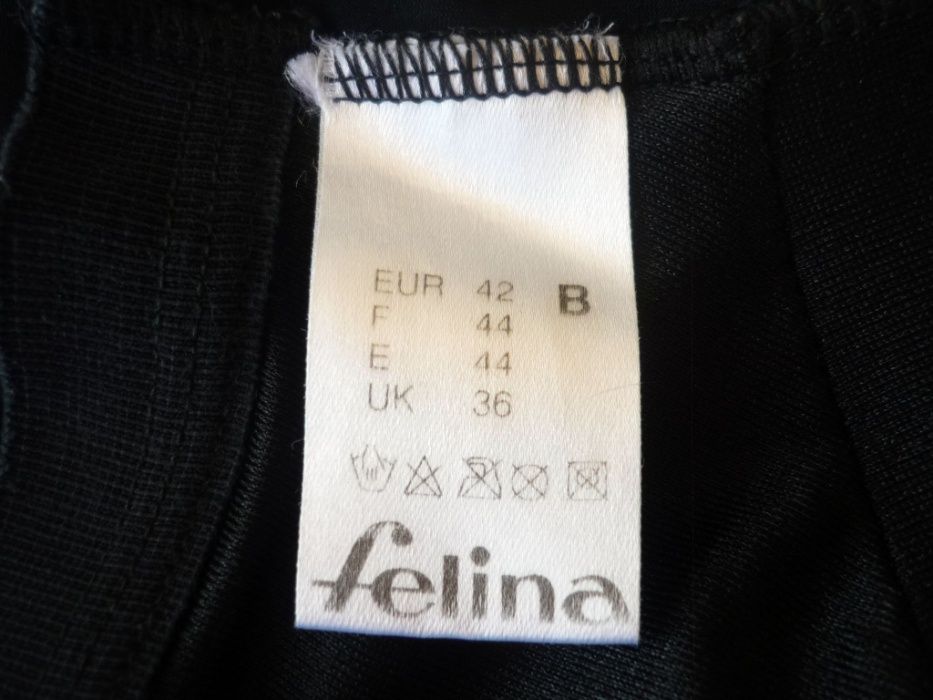 EUR 42 B
F 44
E 44
UK 36
felina